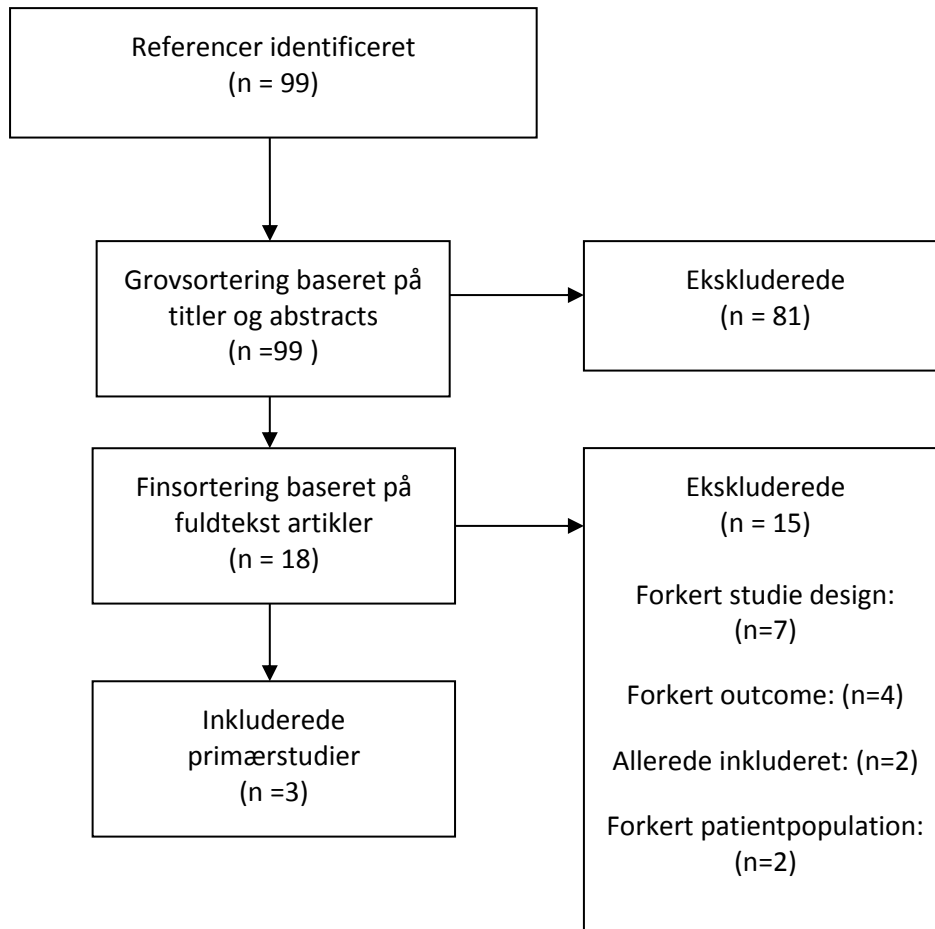 Referencer identificeret
(n = 99)
Grovsortering baseret på
titler og abstracts
(n =99 )
Ekskluderede
(n = 81)
Finsortering baseret på
fuldtekst artikler
(n = 18)
Ekskluderede
(n = 15)
Forkert studie design:
(n=7)
Forkert outcome: (n=4)
Allerede inkluderet: (n=2)
Forkert patientpopulation:
(n=2)
Inkluderede
primærstudier
(n =3)